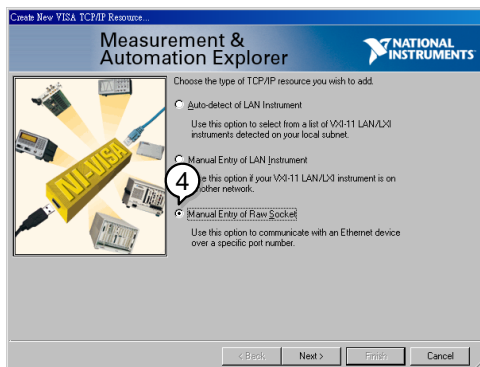 Create New VISA TCP/IP Resource...
Measurement &
Automation Explorer
NATIONAL
INSTRUMENTS
Choose the type of TCP/IP resource you wish to add.
Auto-detect of LAN Instrument
Use this option to select from a list of VXI-11 LAN/LXI
instruments detected on your local subnet.
Manual Entry of LAN Instrument
this option if your VXI-11 LAN/LXI instrument is on
network.
4
Manual Entry of Raw Socket
Use this option to communicate with an Ethernet device
over a specific port number.
NI-VISA
< Back
Next >
Finish
Cancel